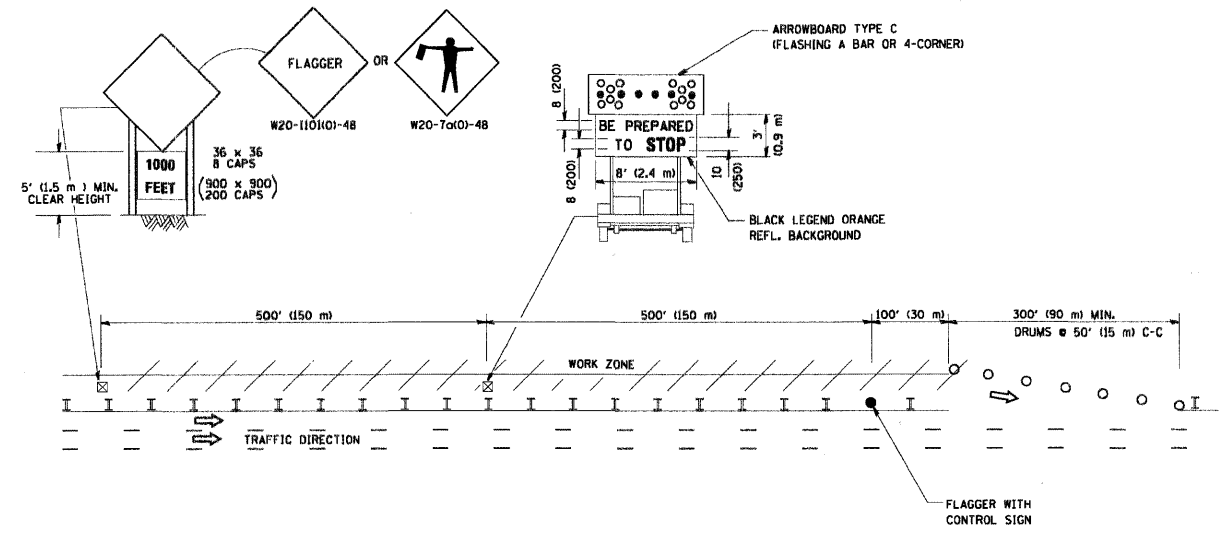 ARROWBOARD TYPE C
(FLASHING A BAR OR 4-CORNER)
FLAGGER
OR
W20-I101(O)-48
W20-7a(O)-48
8 (200)
BE PREPARED
TO STOP
3'
(0.9 m)
1000
FEET
36 x 36
8 CAPS
(900 x 900)
200 CAPS
5' (1.5 m ) MIN.
CLEAR HEIGHT
8 (200)
8' (2.4 m)
10
(250)
BLACK LEGEND ORANGE
REFL. BACKGROUND
500' (150 m)
500' (150 m)
100' (30 m)
300' (90 m) MIN.
DRUMS @ 50' (15 m) C-C
WORK ZONE
TRAFFIC DIRECTION
FLAGGER WITH
CONTROL SIGN